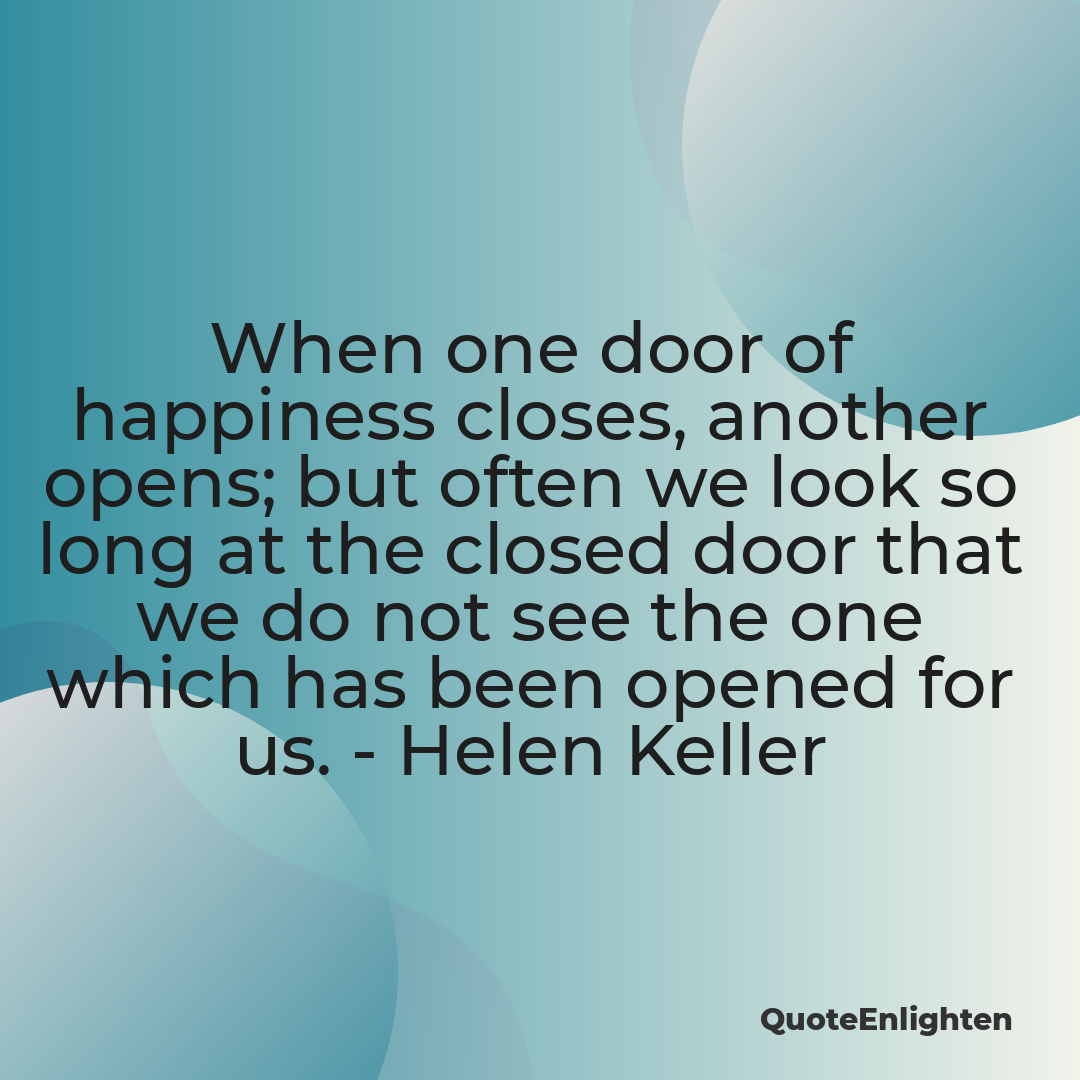 When one door of
happiness closes, another
opens; but often we look so
long at the closed door that
we do not see the one
which has been opened for
us. - Helen Keller
QuoteEnlighten